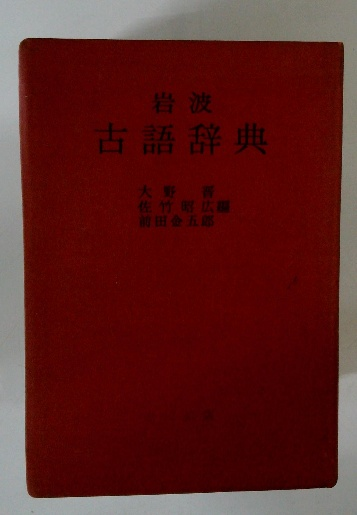 岩波
古語辞典
大野 晋
佐竹昭広編
前田金五郎